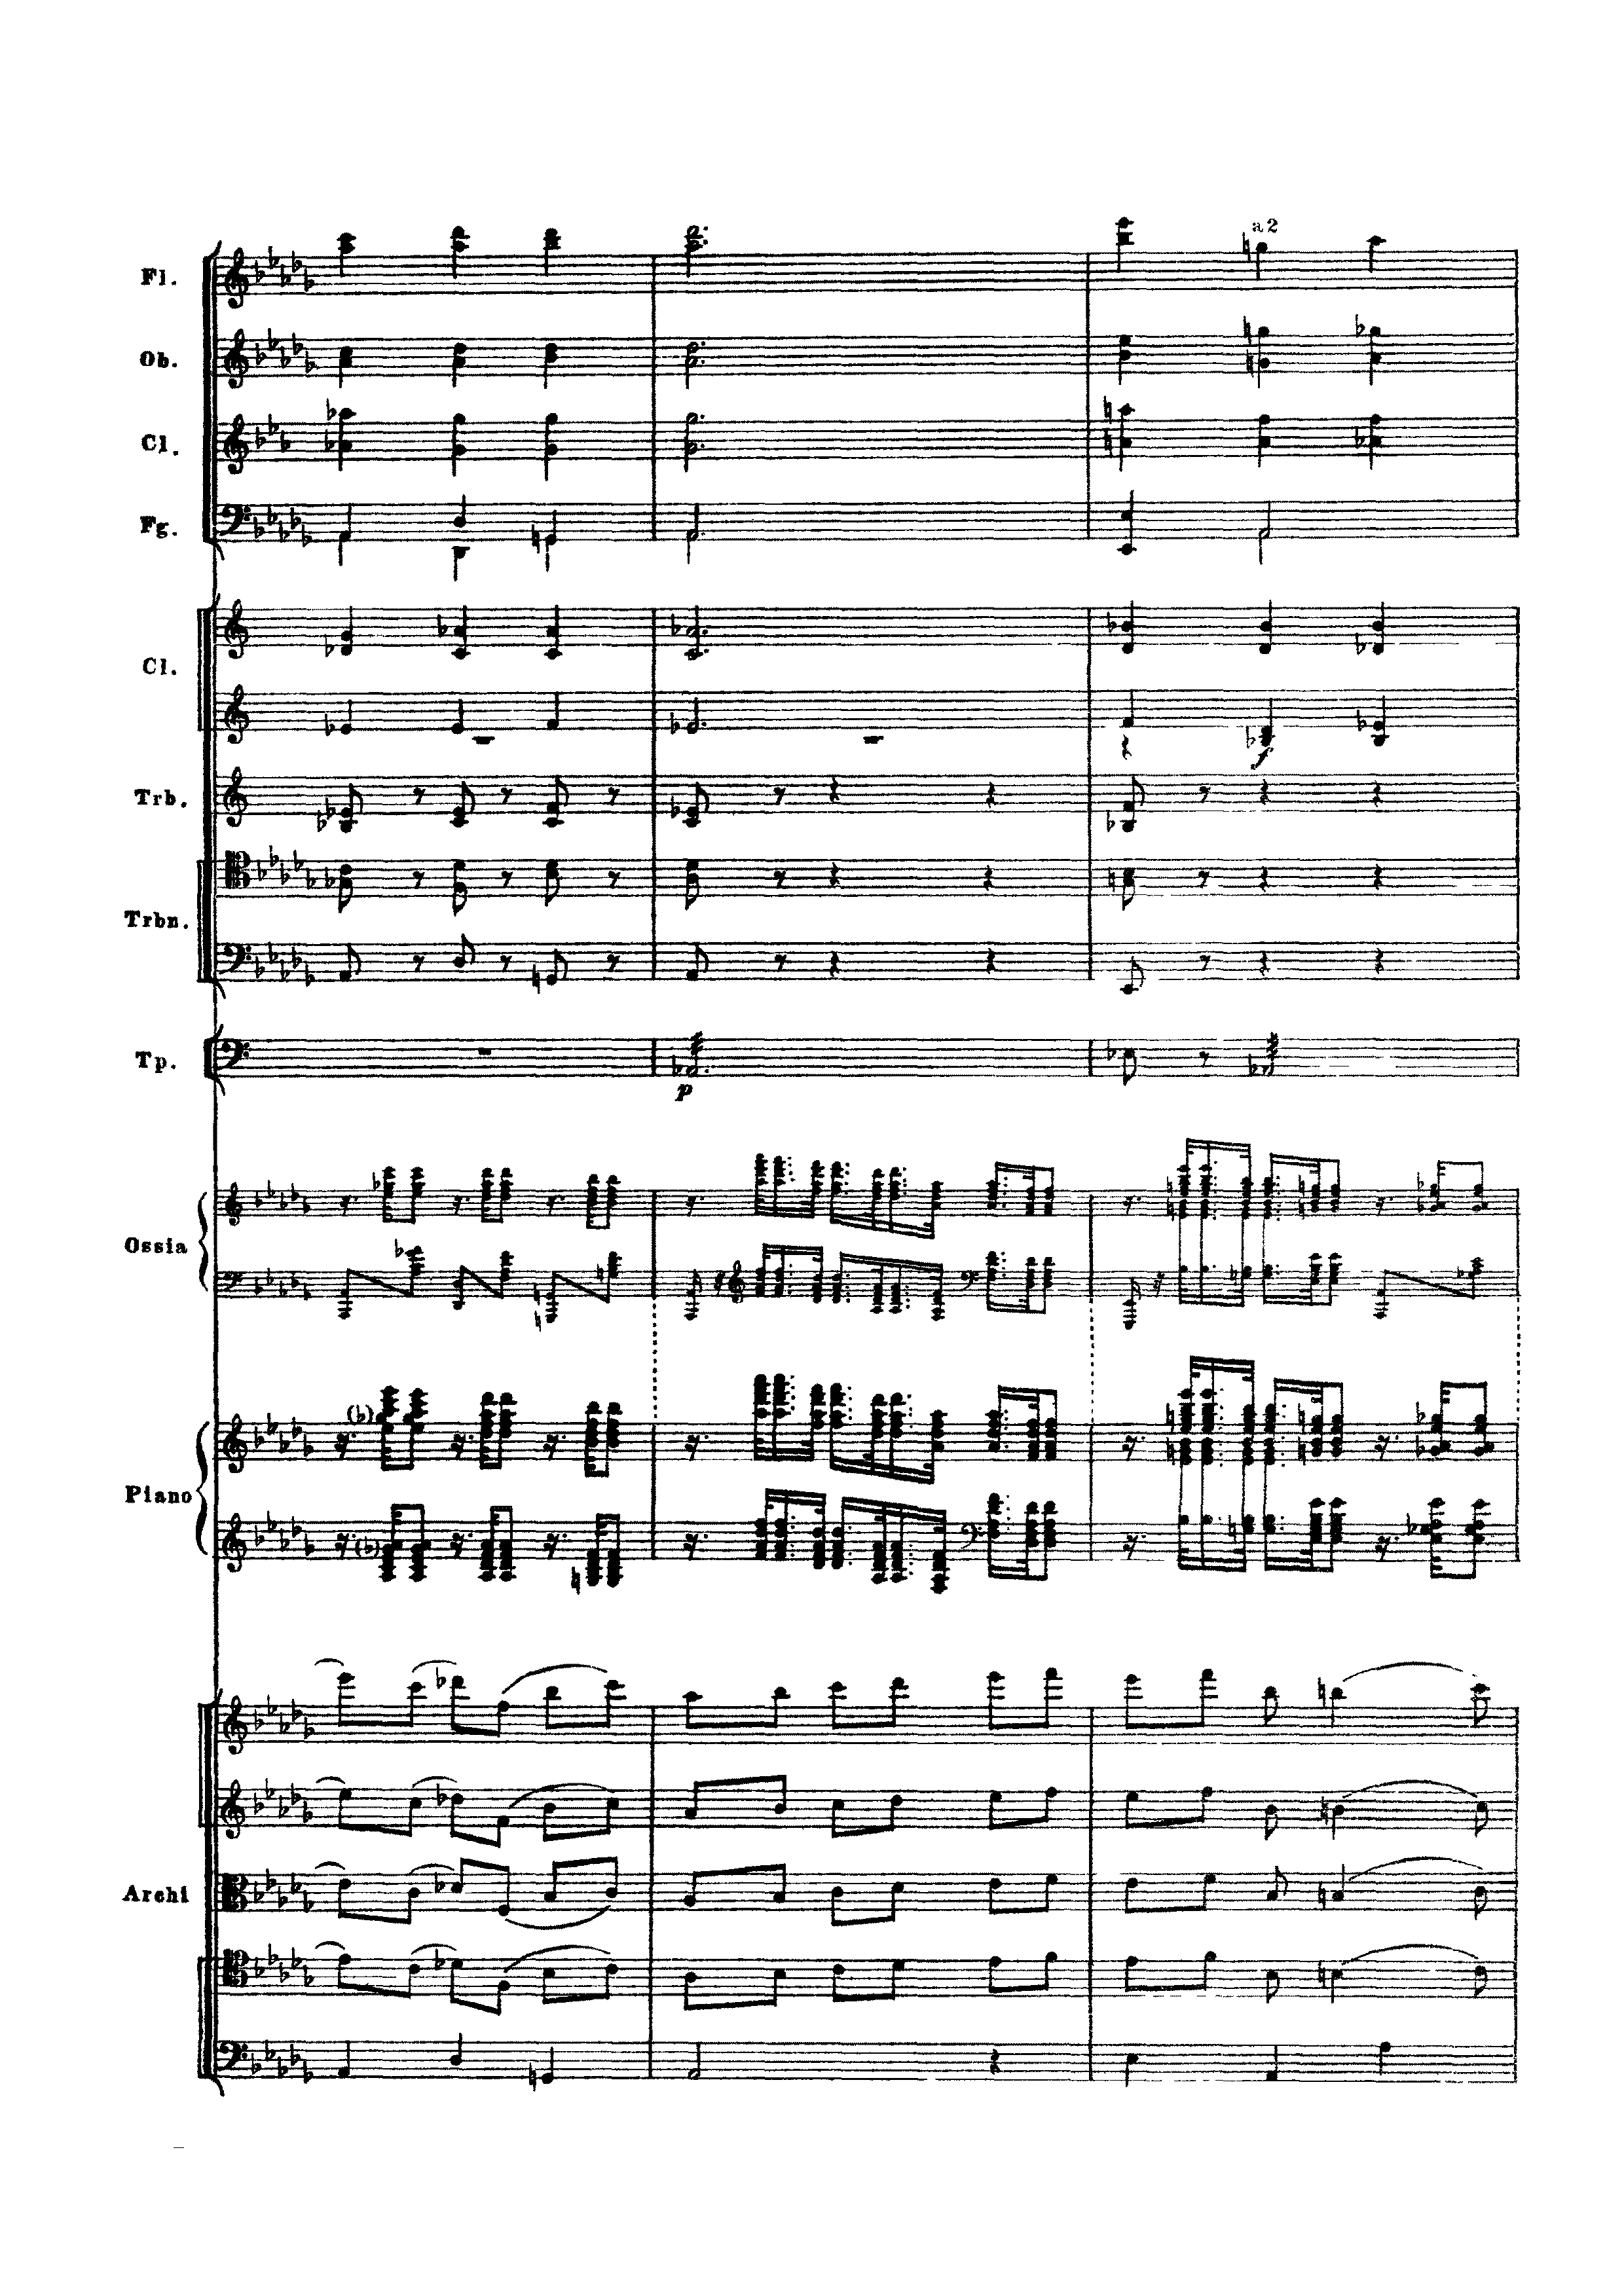 a 2
Fl.
Ob.
Cl.
Fg.
Cl.
f
Trb.
Trbn.
Tp.
p
Ossia
Piano
Archi